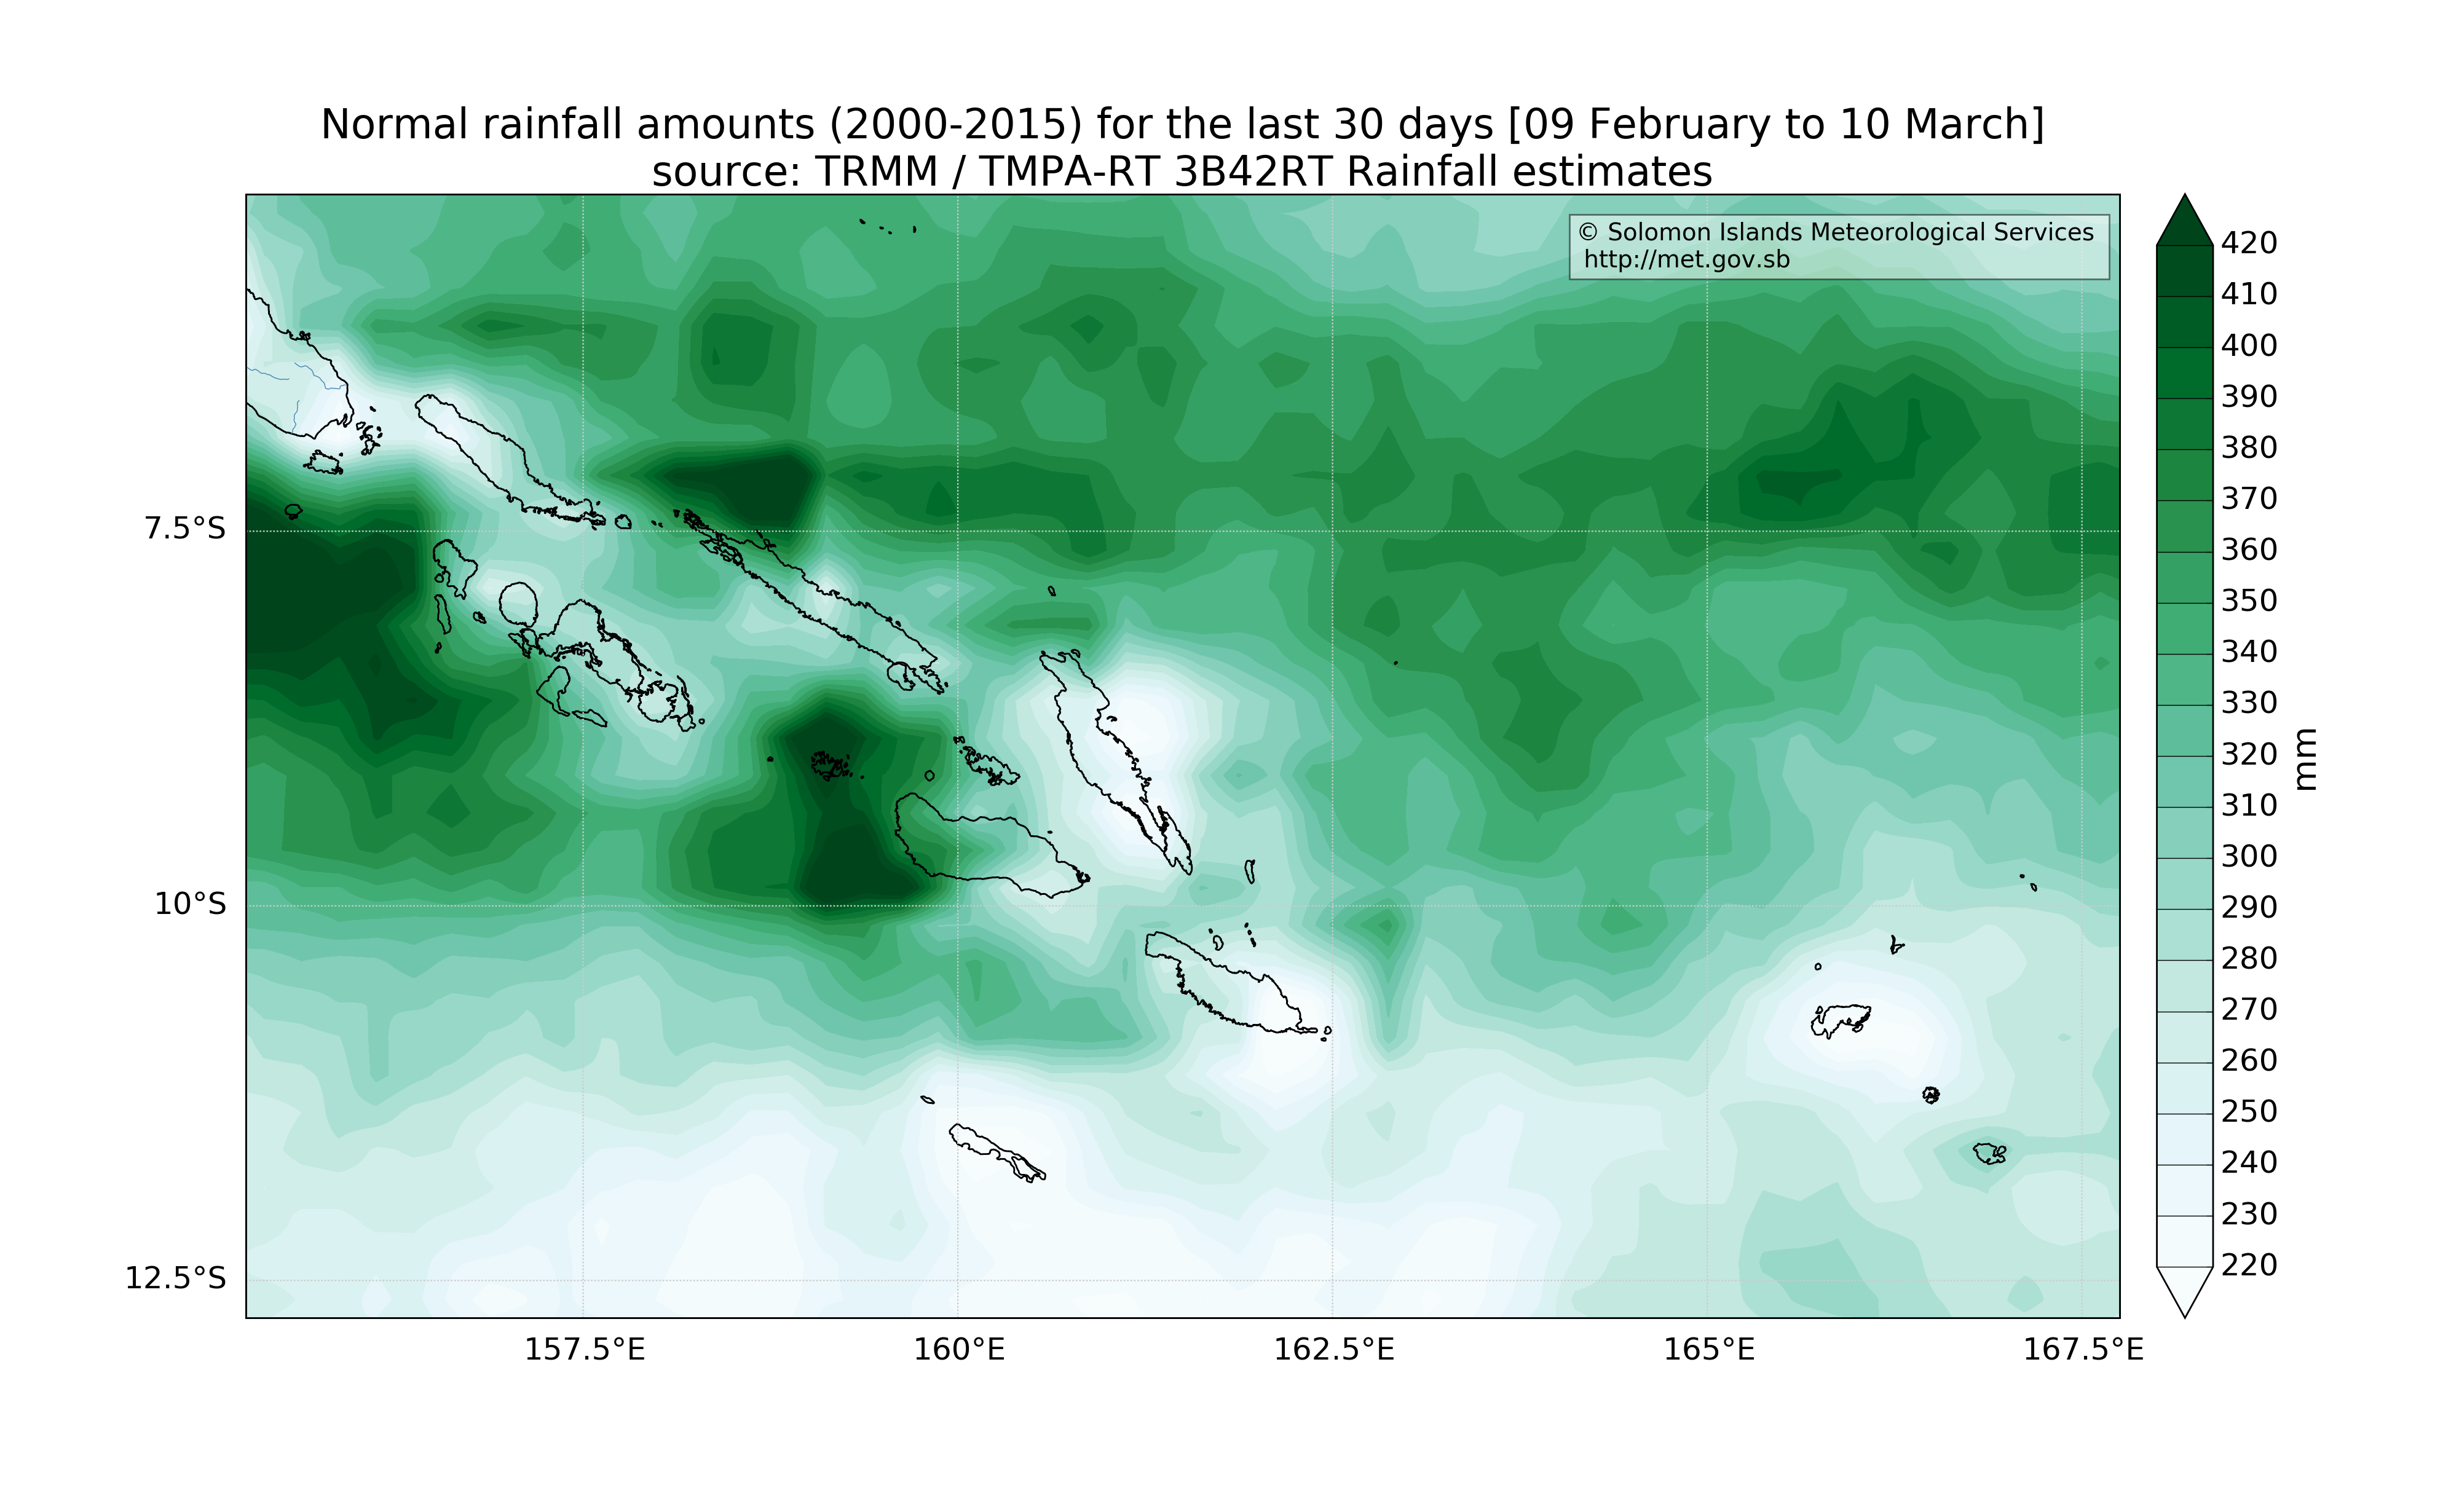 Normal rainfall amounts (2000-2015) for the last 30 days [09 February to 10 March]
source: TRMM / TMPA-RT 3B42RT Rainfall estimates
© Solomon Islands Meteorological Services
http://met.gov.sb
7.5°S
10°S
12.5°S
157.5°E
160°E
162.5°E
165°E
167.5°E
420
410
400
390
380
370
360
350
340
330
320
310
300
290
280
270
260
250
240
230
220
mm